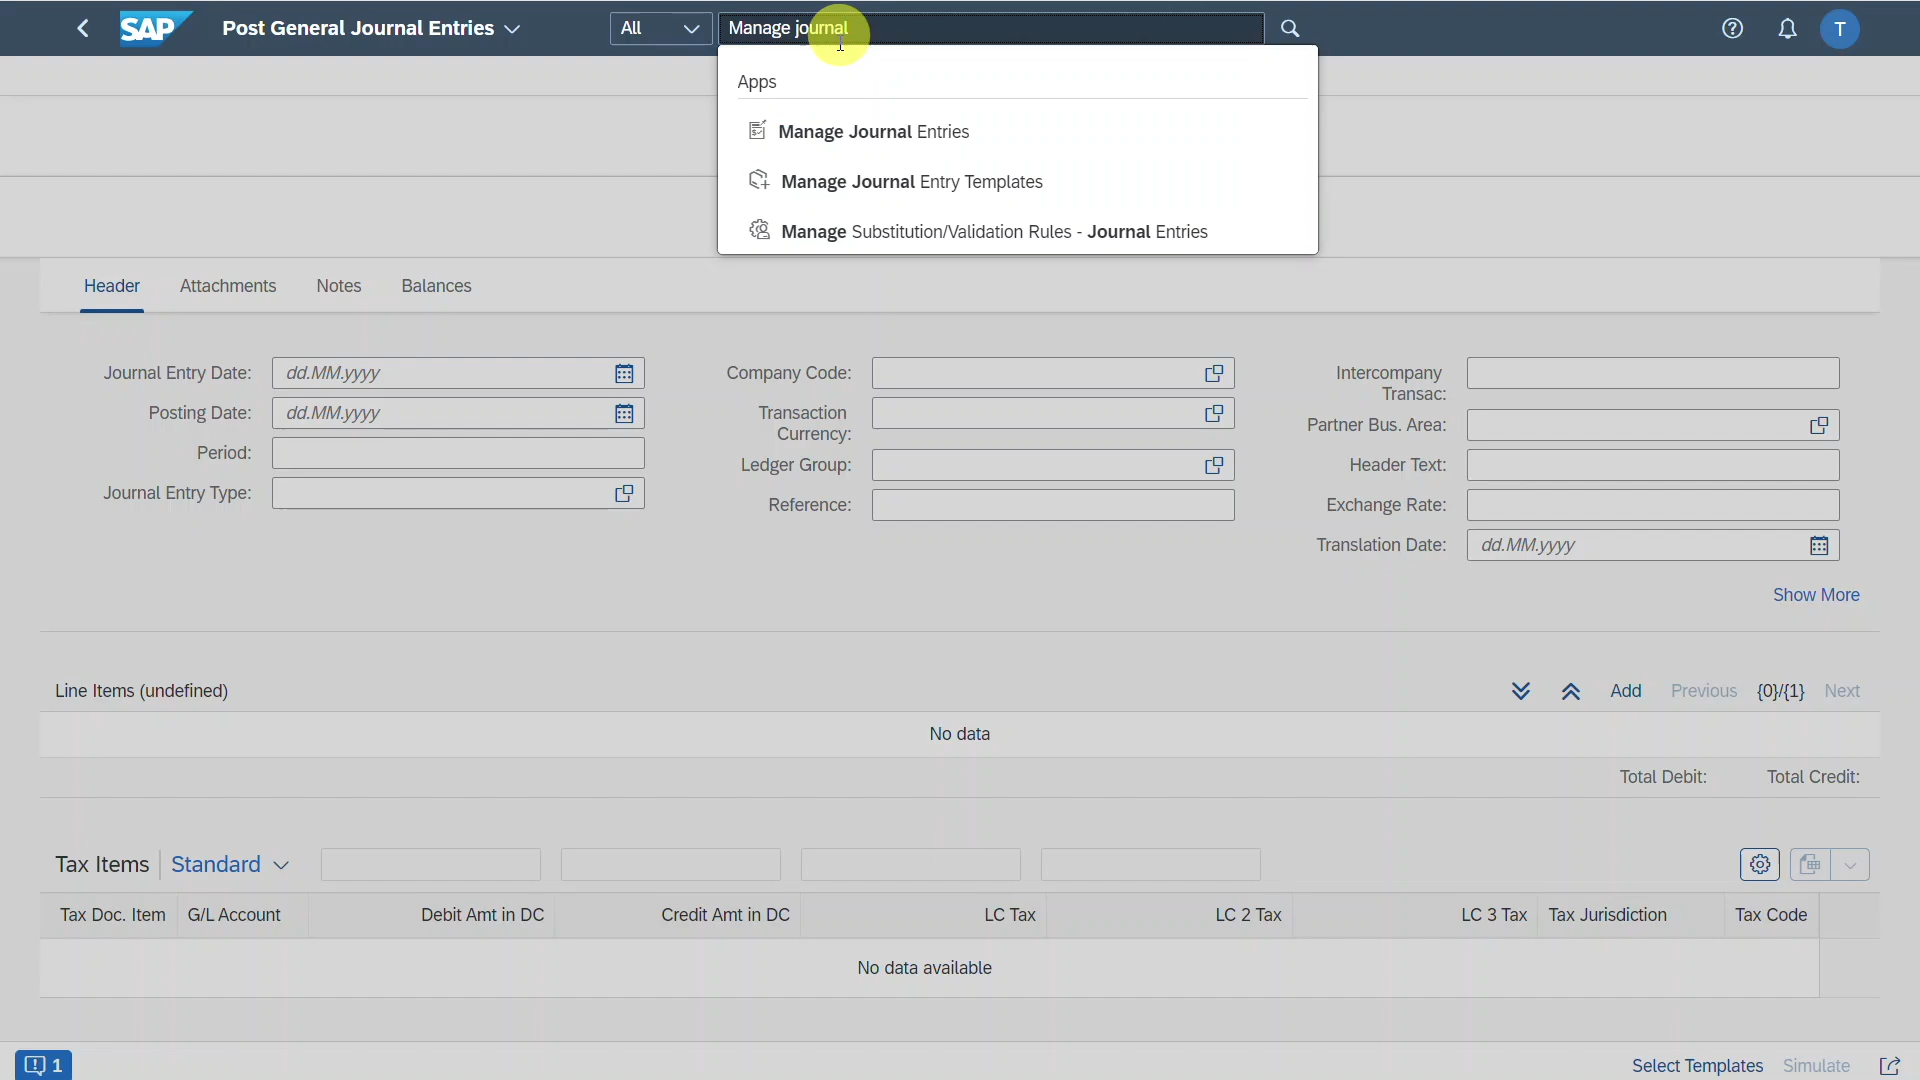 SAP Post General Journal Entries All Manage journal T
Apps
Manage Journal Entries
Manage Journal Entry Templates
Manage Substitution/Validation Rules - Journal Entries
Header Attachments Notes Balances
Journal Entry Date: dd.MM.yyyy
Posting Date: dd.MM.yyyy
Period:
Journal Entry Type:
Company Code:
Transaction
Currency:
Ledger Group:
Reference:
Intercompany
Transac:
Partner Bus. Area:
Header Text:
Exchange Rate:
Translation Date: dd.MM.yyyy
Show More
Line Items (undefined) Add Previous {0}/{1} Next
No data
Total Debit: Total Credit:
Tax Items Standard
Tax Doc. Item G/L Account Debit Amt in DC Credit Amt in DC LC Tax LC 2 Tax LC 3 Tax Tax Jurisdiction Tax Code
No data available
1 Select Templates Simulate